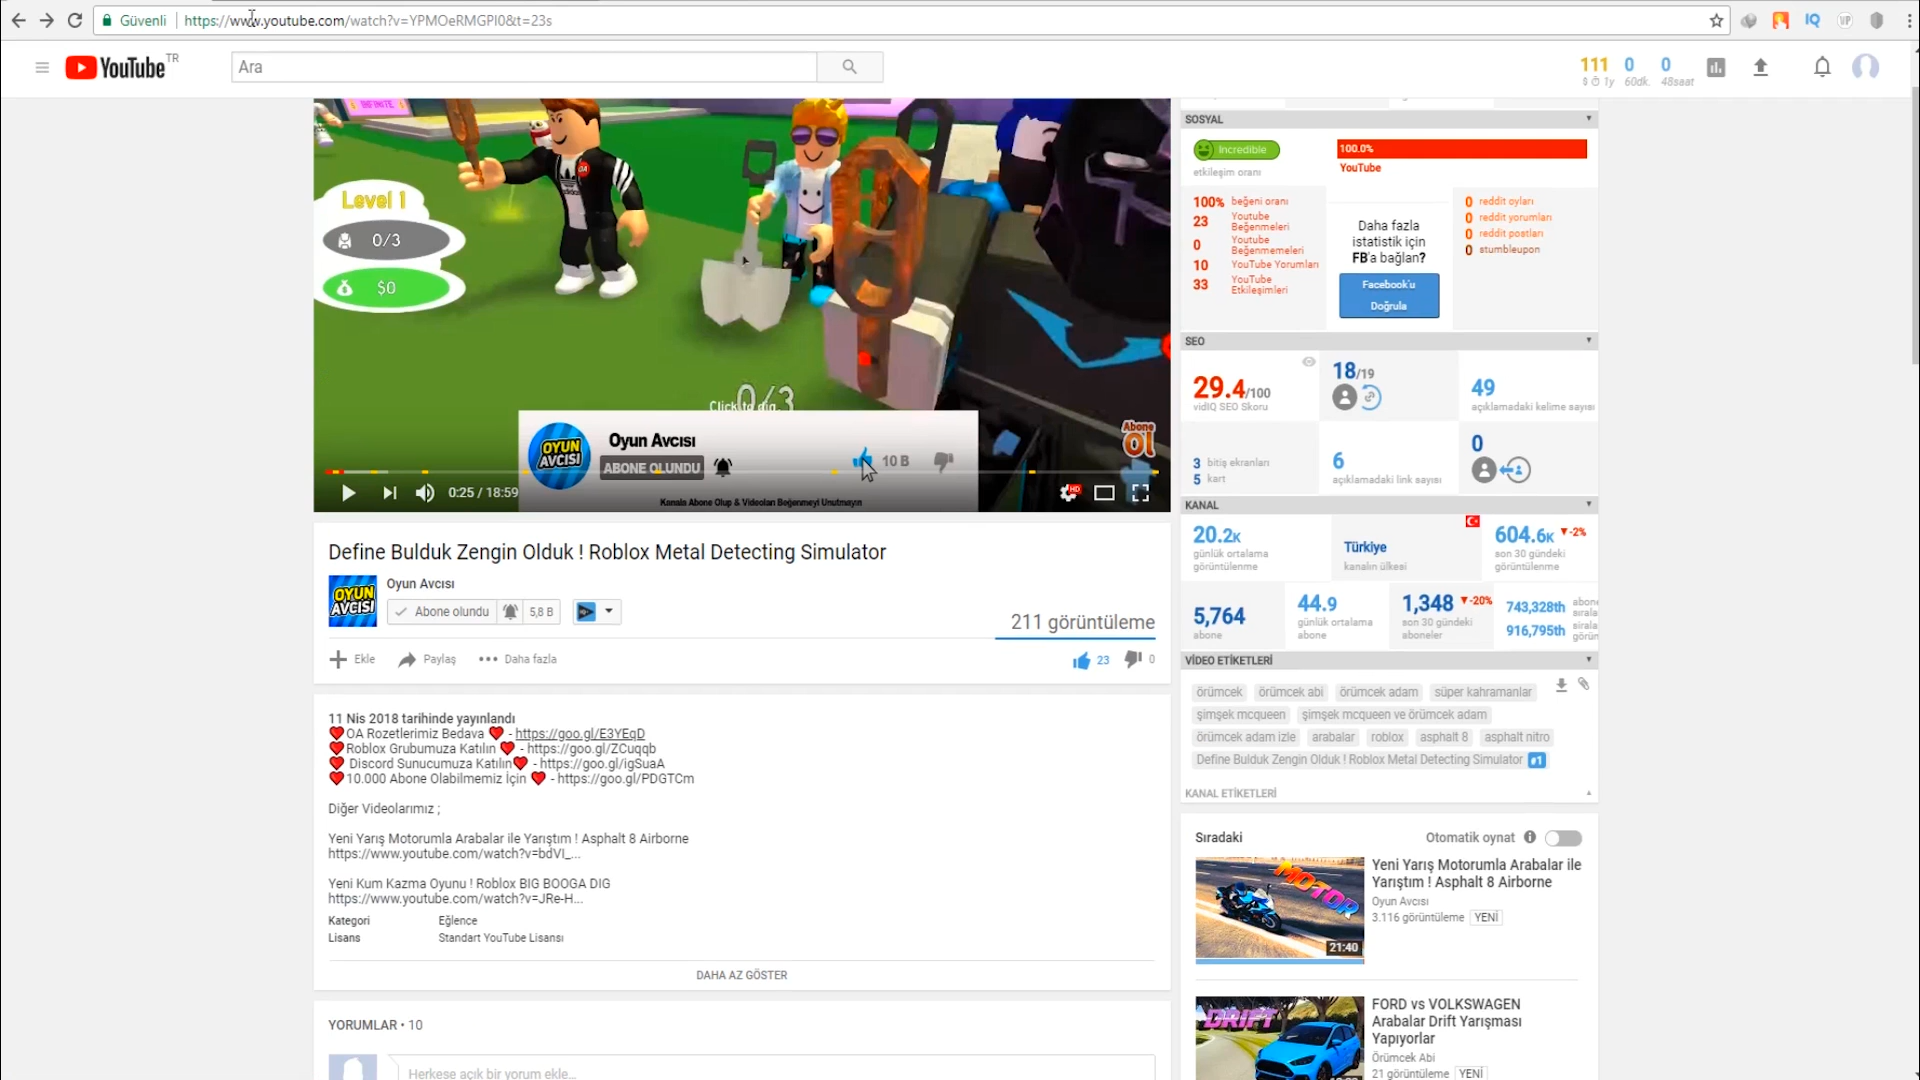 Güvenli
https://www.youtube.com/watch?v=YPMOeRMGPI0&t=23s
YouTube TR
Ara
111 0 0
1y 60dk. 48saat
INFINITE
Level 1
0/3
$0
OA
adidas
0/3
Click to dig.
Abone
Ol
OYUN
AVCISI
Oyun Avcısı
ABONE OLUNDU
10 B
Kanala Abone Olup & Videoları Beğenmeyi Unutmayın
0:25 / 18:59
HD
Define Bulduk Zengin Olduk ! Roblox Metal Detecting Simulator
OYUN
AVCISI
Oyun Avcısı
Abone olundu 5,8 B
211 görüntüleme
Ekle Paylaş Daha fazla
23 0
11 Nis 2018 tarihinde yayınlandı
❤OA Rozetlerimiz Bedava ❤ - https://goo.gl/E3YEqD
❤Roblox Grubumuza Katılın ❤ - https://goo.gl/ZCuqqb
❤ Discord Sunucumuza Katılın❤ - https://goo.gl/igSuaA
❤10.000 Abone Olabilmemiz İçin ❤ - https://goo.gl/PDGTCm
Diğer Videolarımız ;
Yeni Yarış Motorumla Arabalar ile Yarıştım ! Asphalt 8 Airborne
https://www.youtube.com/watch?v=bdVI_...
Yeni Kum Kazma Oyunu ! Roblox BIG BOOGA DIG
https://www.youtube.com/watch?v=JRe-H...
Kategori Eğlence
Lisans Standart YouTube Lisansı
DAHA AZ GÖSTER
YORUMLAR • 10
Herkese açık bir yorum ekle...
IQ
VP
SOSYAL
Incredible
etkileşim oranı
100.0%
YouTube
100% beğeni oranı
23 Youtube
Beğenmeleri
0 Youtube
Beğenmemeleri
10 YouTube Yorumları
33 YouTube
Etkileşimleri
Daha fazla
istatistik için
FB'a bağlan?
Facebook'u
Doğrula
0 reddit oyları
0 reddit yorumları
0 reddit postları
0 stumbleupon
SEO
29.4/100
vidIQ SEO Skoru
18/19
49
açıklamadaki kelime sayısı
3 bitiş ekranları
5 kart
6
açıklamadaki link sayısı
0
KANAL
20.2K
günlük ortalama
görüntülenme
Türkiye
kanalın ülkesi
604.6K -2%
son 30 gündeki
görüntülenme
5,764
abone
44.9
günlük ortalama
abone
1,348 -20%
son 30 gündeki
aboneler
743,328th
916,795th
VİDEO ETİKETLERİ
örümcek örümcek abi örümcek adam süper kahramanlar
şimşek mcqueen şimşek mcqueen ve örümcek adam
örümcek adam izle arabalar roblox asphalt 8 asphalt nitro
Define Bulduk Zengin Olduk ! Roblox Metal Detecting Simulator #1
KANAL ETİKETLERİ
Sıradaki Otomatik oynat
MOTOR
21:40
Yeni Yarış Motorumla Arabalar ile
Yarıştım ! Asphalt 8 Airborne
Oyun Avcısı
3.116 görüntüleme YENİ
DRIFT
FORD vs VOLKSWAGEN
Arabalar Drift Yarışması
Yapıyorlar
Örümcek Abi
21 görüntüleme YENİ